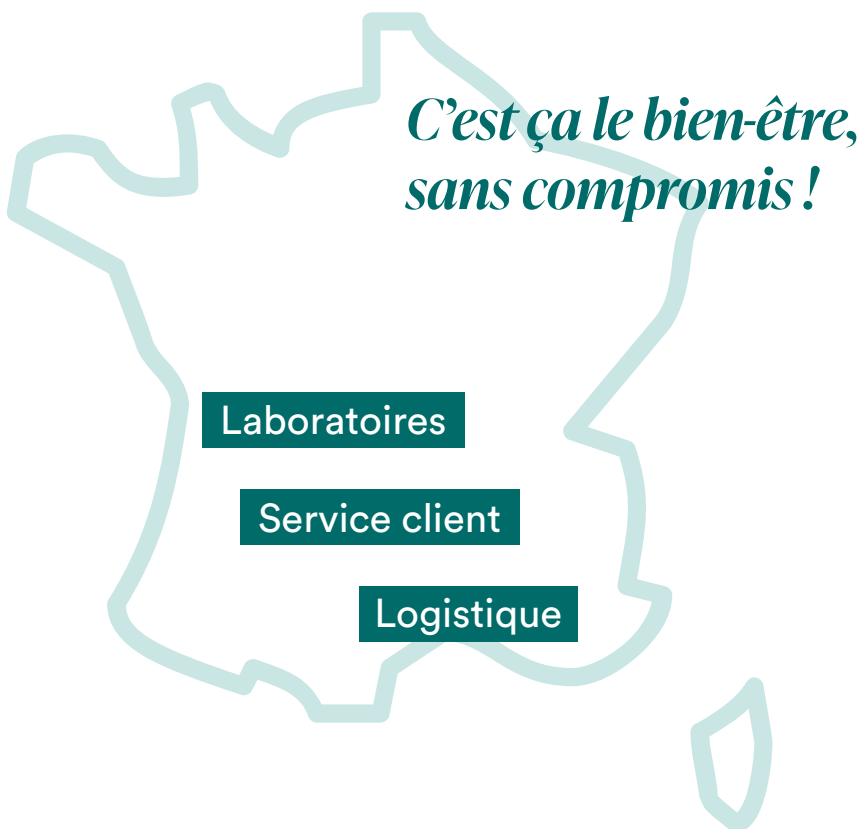 C’est ça le bien-être,
sans compromis !
Laboratoires
Service client
Logistique